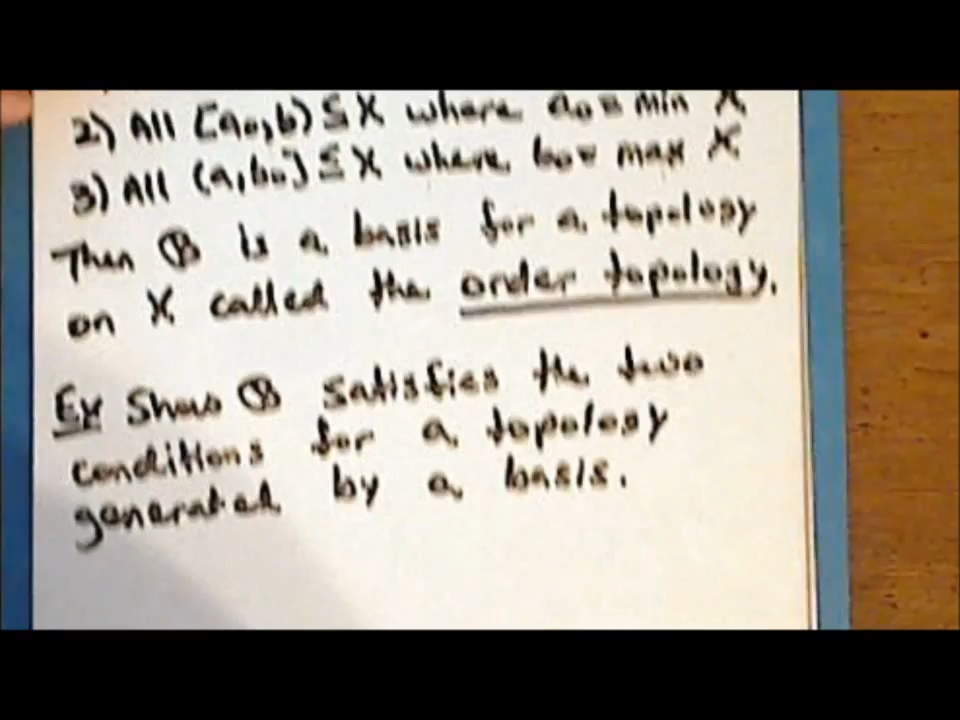 2) All [a₀,b) ⊆ X where a₀ = min X
3) All (a,b₀] ⊆ X where b₀ = max X
Then 𝔅 is a basis for a topology
on X called the order topology.
Ex Show 𝔅 satisfies the two
conditions for a topology
generated by a basis.